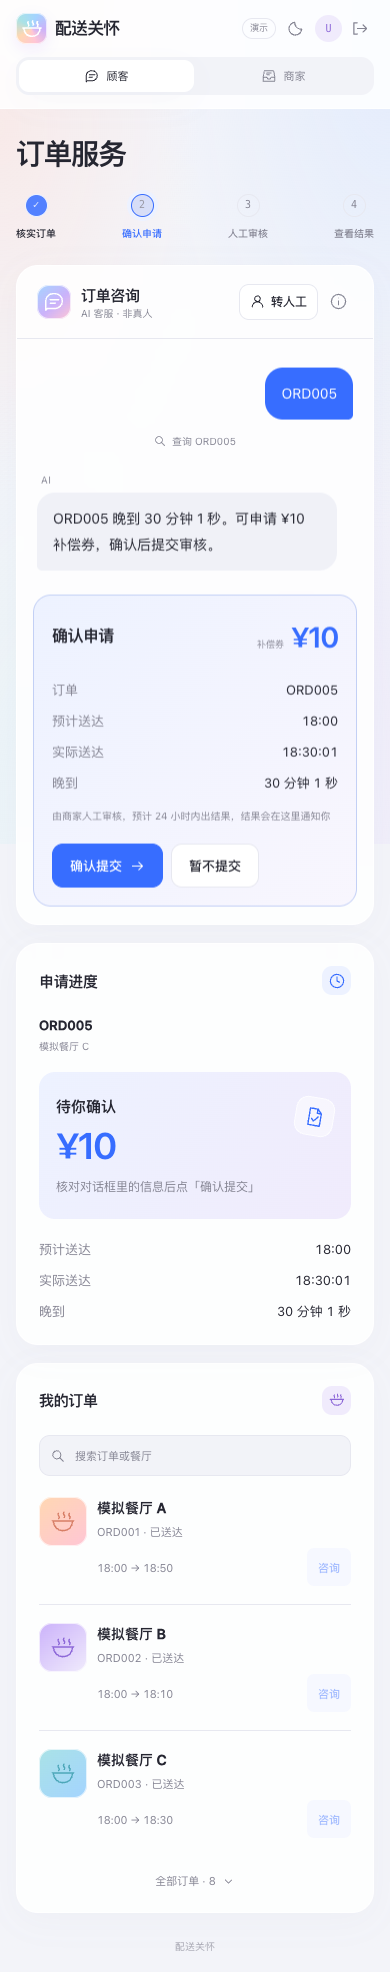 配送关怀
演示
U
顾客
商家
订单服务
✓
2
3
4
核实订单
确认申请
人工审核
查看结果
订单咨询
AI 客服 · 非真人
转人工
ORD005
查询 ORD005
AI
ORD005 晚到 30 分钟 1 秒。可申请 ¥10
补偿券，确认后提交审核。
确认申请
补偿券 ¥10
订单
ORD005
预计送达
18:00
实际送达
18:30:01
晚到
30 分钟 1 秒
由商家人工审核，预计 24 小时内出结果，结果会在这里通知你
确认提交 →
暂不提交
申请进度
ORD005
模拟餐厅 C
待你确认
¥10
核对对话框里的信息后点「确认提交」
预计送达
18:00
实际送达
18:30:01
晚到
30 分钟 1 秒
我的订单
搜索订单或餐厅
模拟餐厅 A
ORD001 · 已送达
18:00 → 18:50
咨询
模拟餐厅 B
ORD002 · 已送达
18:00 → 18:10
咨询
模拟餐厅 C
ORD003 · 已送达
18:00 → 18:30
咨询
全部订单 · 8
配送关怀